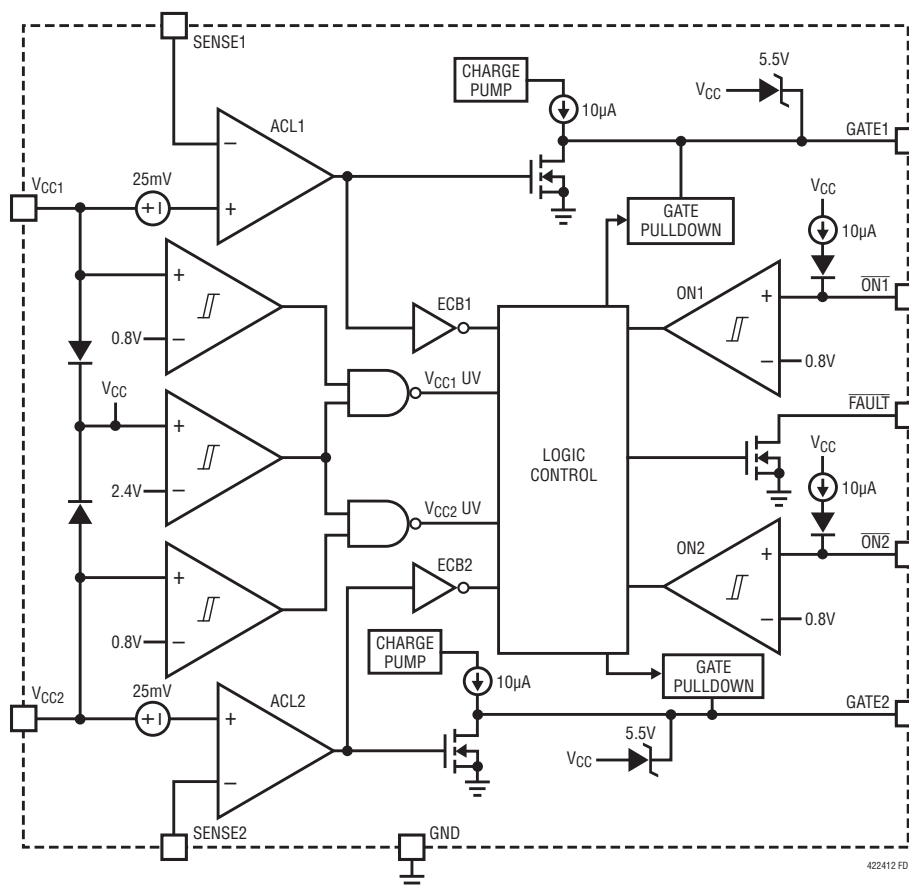 SENSE1
CHARGE
PUMP
10µA
5.5V
VCC
GATE1
ACL1
−
+
VCC1
25mV
+ −
GATE
PULLDOWN
VCC
10µA
ON1
+
−
0.8V
ON1
+
−
0.8V
ECB1
VCC1 UV
FAULT
VCC
+
−
2.4V
LOGIC
CONTROL
VCC
10µA
VCC2 UV
ON2
+
−
0.8V
ON2
ECB2
+
−
0.8V
CHARGE
PUMP
10µA
GATE
PULLDOWN
VCC2
25mV
+ −
ACL2
+
−
GATE2
5.5V
VCC
SENSE2
GND
422412 FD